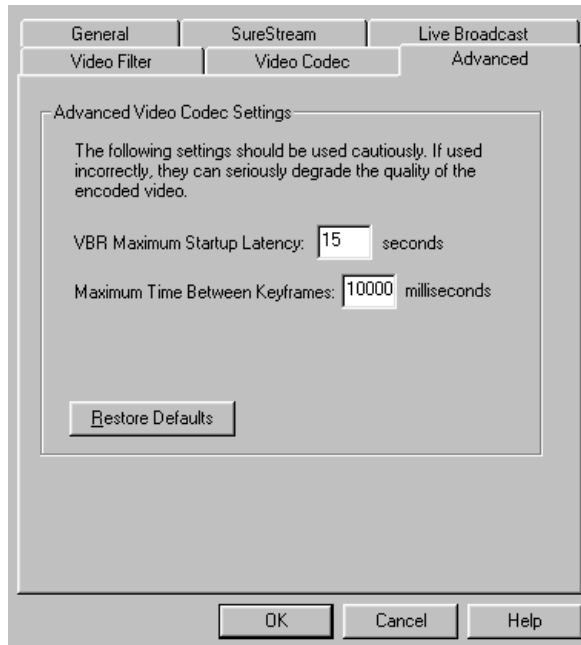 General SureStream Live Broadcast
Video Filter Video Codec Advanced
Advanced Video Codec Settings
The following settings should be used cautiously. If used
incorrectly, they can seriously degrade the quality of the
encoded video.
VBR Maximum Startup Latency: 15 seconds
Maximum Time Between Keyframes: 10000 milliseconds
Restore Defaults
OK Cancel Help